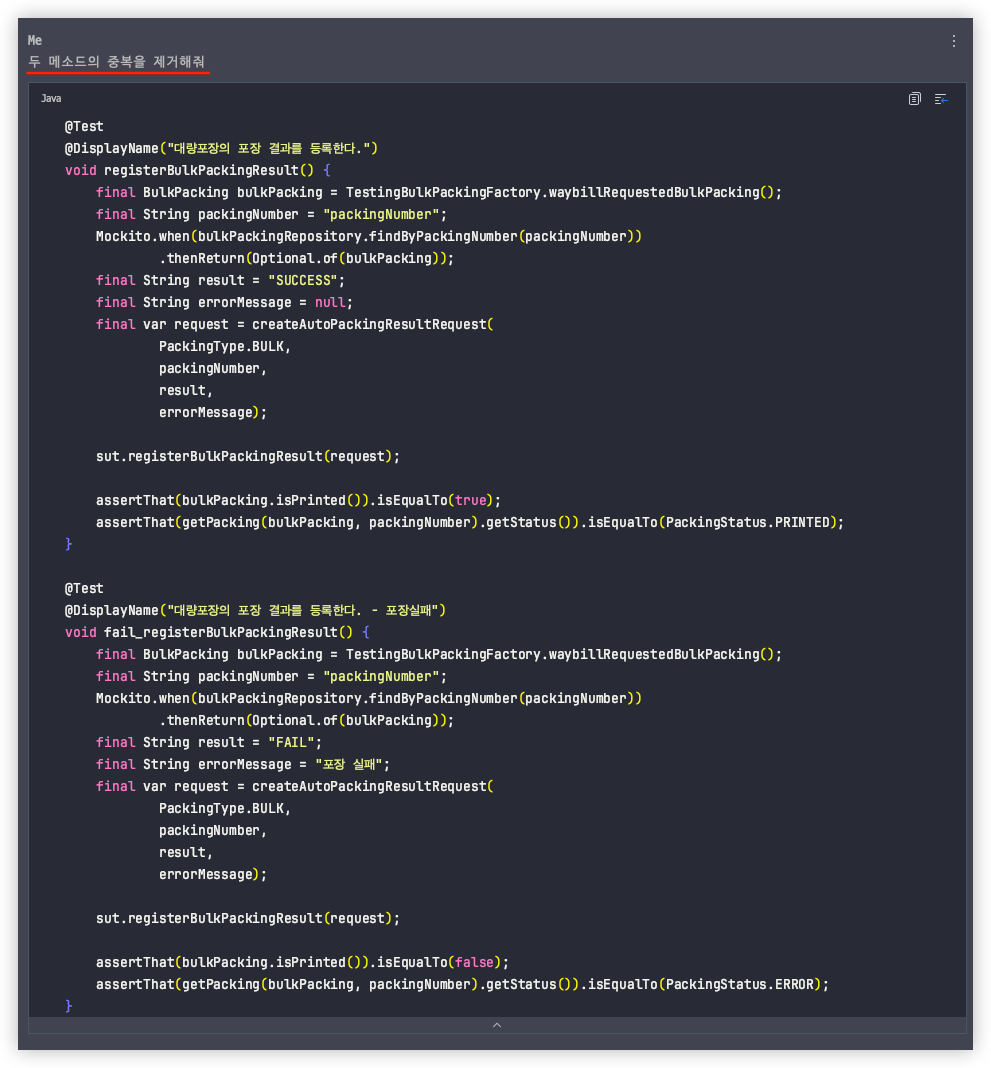 Me
두 메소드의 중복을 제거해줘
Java
@Test
@DisplayName("대량포장의 포장 결과를 등록한다.")
void registerBulkPackingResult() {
final BulkPacking bulkPacking = TestingBulkPackingFactory.waybillRequestedBulkPacking();
final String packingNumber = "packingNumber";
Mockito.when(bulkPackingRepository.findByPackingNumber(packingNumber))
.thenReturn(Optional.of(bulkPacking));
final String result = "SUCCESS";
final String errorMessage = null;
final var request = createAutoPackingResultRequest(
PackingType.BULK,
packingNumber,
result,
errorMessage);
sut.registerBulkPackingResult(request);
assertThat(bulkPacking.isPrinted()).isEqualTo(true);
assertThat(getPacking(bulkPacking, packingNumber).getStatus()).isEqualTo(PackingStatus.PRINTED);
}
@Test
@DisplayName("대량포장의 포장 결과를 등록한다. - 포장실패")
void fail_registerBulkPackingResult() {
final BulkPacking bulkPacking = TestingBulkPackingFactory.waybillRequestedBulkPacking();
final String packingNumber = "packingNumber";
Mockito.when(bulkPackingRepository.findByPackingNumber(packingNumber))
.thenReturn(Optional.of(bulkPacking));
final String result = "FAIL";
final String errorMessage = "포장 실패";
final var request = createAutoPackingResultRequest(
PackingType.BULK,
packingNumber,
result,
errorMessage);
sut.registerBulkPackingResult(request);
assertThat(bulkPacking.isPrinted()).isEqualTo(false);
assertThat(getPacking(bulkPacking, packingNumber).getStatus()).isEqualTo(PackingStatus.ERROR);
}